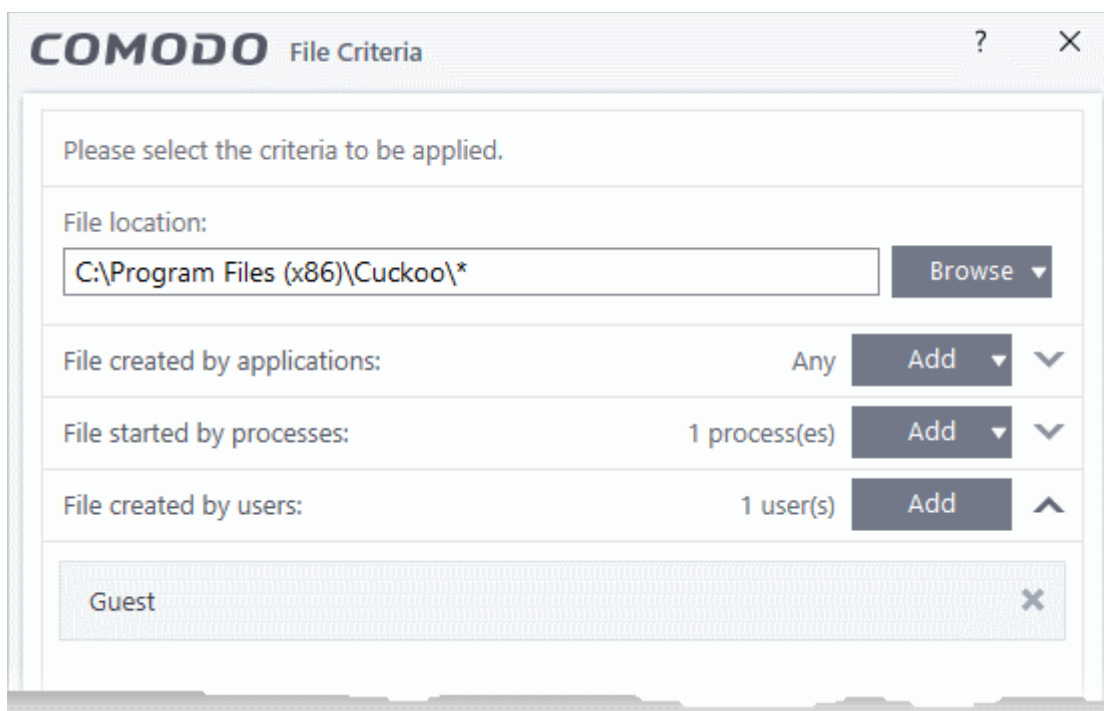 COMODO File Criteria ?
Please select the criteria to be applied.
File location:
C:\Program Files (x86)\Cuckoo\* Browse
File created by applications: Any Add
File started by processes: 1 process(es) Add
File created by users: 1 user(s) Add
Guest